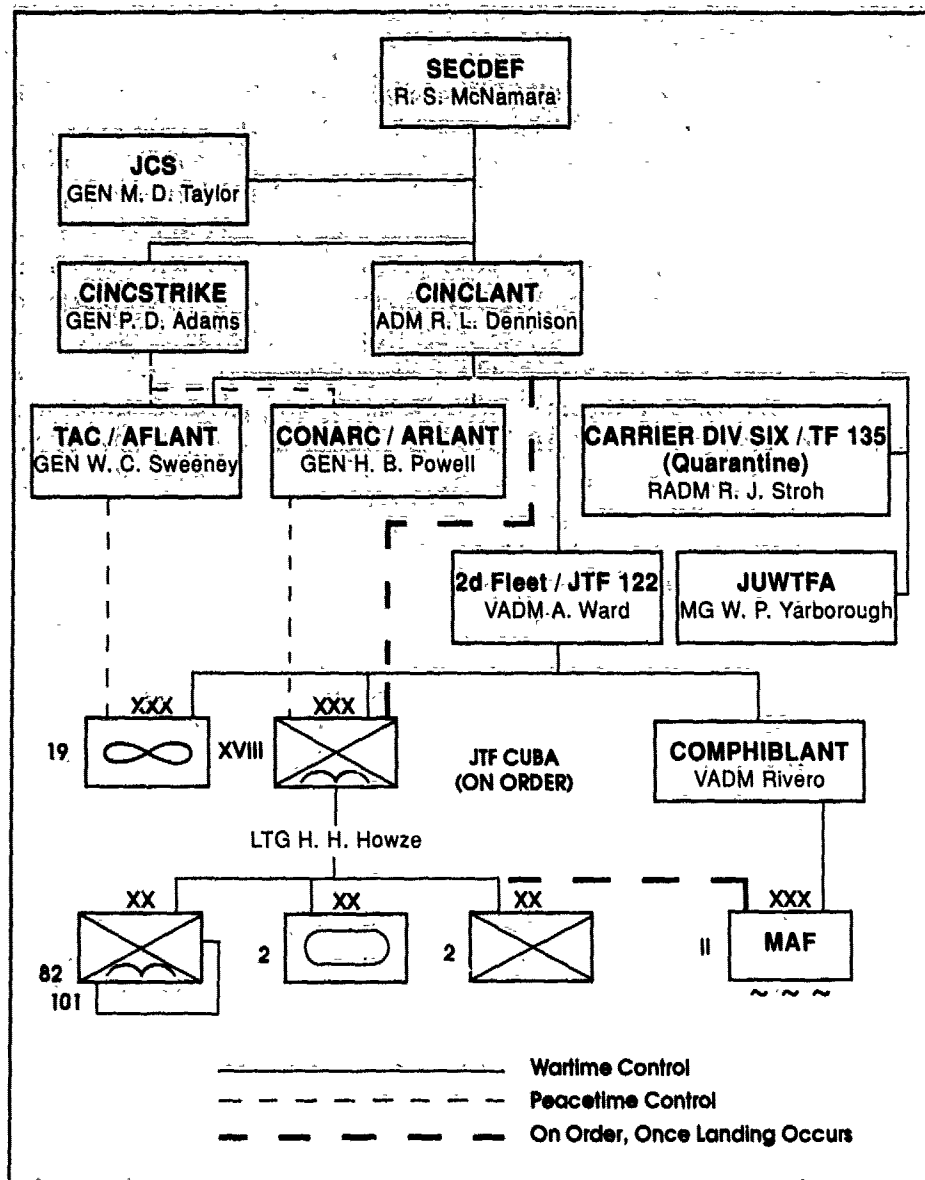 SECDEF
R. S. McNamara
JCS
GEN M. D. Taylor
CINCSTRIKE
GEN P. D. Adams
CINCLANT
ADM R. L. Dennison
TAC / AFLANT
GEN W. C. Sweeney
CONARC / ARLANT
GEN H. B. Powell
CARRIER DIV SIX / TF 135
(Quarantine)
RADM R. J. Stroh
2d Fleet / JTF 122
VADM A. Ward
JUWTFA
MG W. P. Yarborough
XXX
19
XXX
XVIII
JTF CUBA
(ON ORDER)
COMPHIBLANT
VADM Rivero
LTG H. H. Howze
XX
82
101
XX
2
XX
2
XXX
II
MAF
~ ~ ~
Wartime Control
Peacetime Control
On Order, Once Landing Occurs